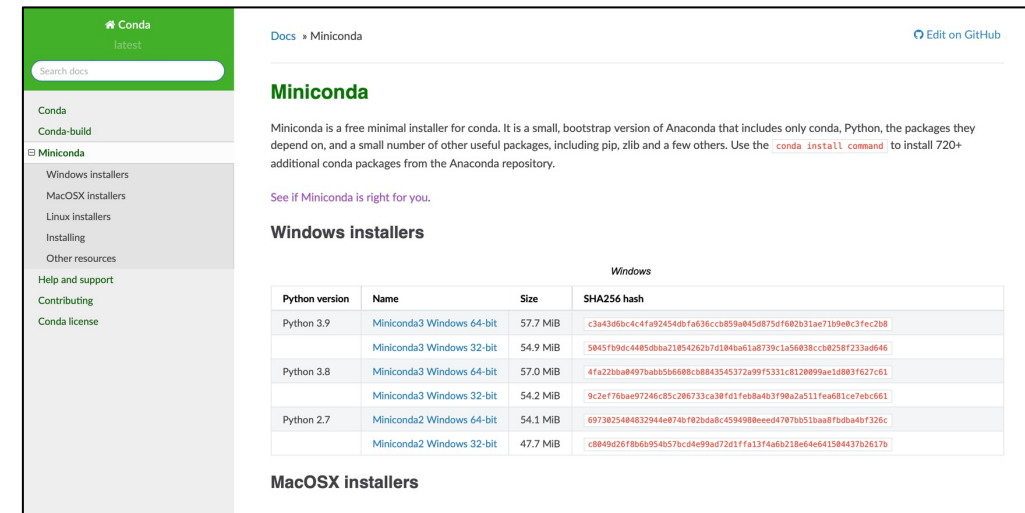 Conda
latest
Search docs
Conda
Conda-build
Miniconda
Windows installers
MacOSX installers
Linux installers
Installing
Other resources
Help and support
Contributing
Conda license
Docs » Miniconda
Edit on GitHub
Miniconda
Miniconda is a free minimal installer for conda. It is a small, bootstrap version of Anaconda that includes only conda, Python, the packages they
depend on, and a small number of other useful packages, including pip, zlib and a few others. Use the conda install command to install 720+
additional conda packages from the Anaconda repository.
See if Miniconda is right for you.
Windows installers
Windows
Python version Name Size SHA256 hash
Python 3.9 Miniconda3 Windows 64-bit 57.7 MiB c3a43d6bc4c4fa92454dbfa636ccb859a045d875df602b31ae71b9e0c3fec2b8
Miniconda3 Windows 32-bit 54.9 MiB 5045fb9dc4405dbba21054262b7d104ba61a8739c1a56038ccb0258f233ad646
Python 3.8 Miniconda3 Windows 64-bit 57.0 MiB 4fa22bba0497babb5b6608cb8843545372a99f5331c8120099ae1d803f627c61
Miniconda3 Windows 32-bit 54.2 MiB 9c2ef76bae97246c85c206733ca30fd1feb8a4b3f90a2a511fea681ce7ebc661
Python 2.7 Miniconda2 Windows 64-bit 54.1 MiB 6973025404832944e074bf02bda8c4594980eeed4707bb51baa8fbdba4bf326c
Miniconda2 Windows 32-bit 47.7 MiB c8049d26f8b6b954b57bcd4e99ad72d1ffa13f4a6b218e64e641504437b2617b
MacOSX installers